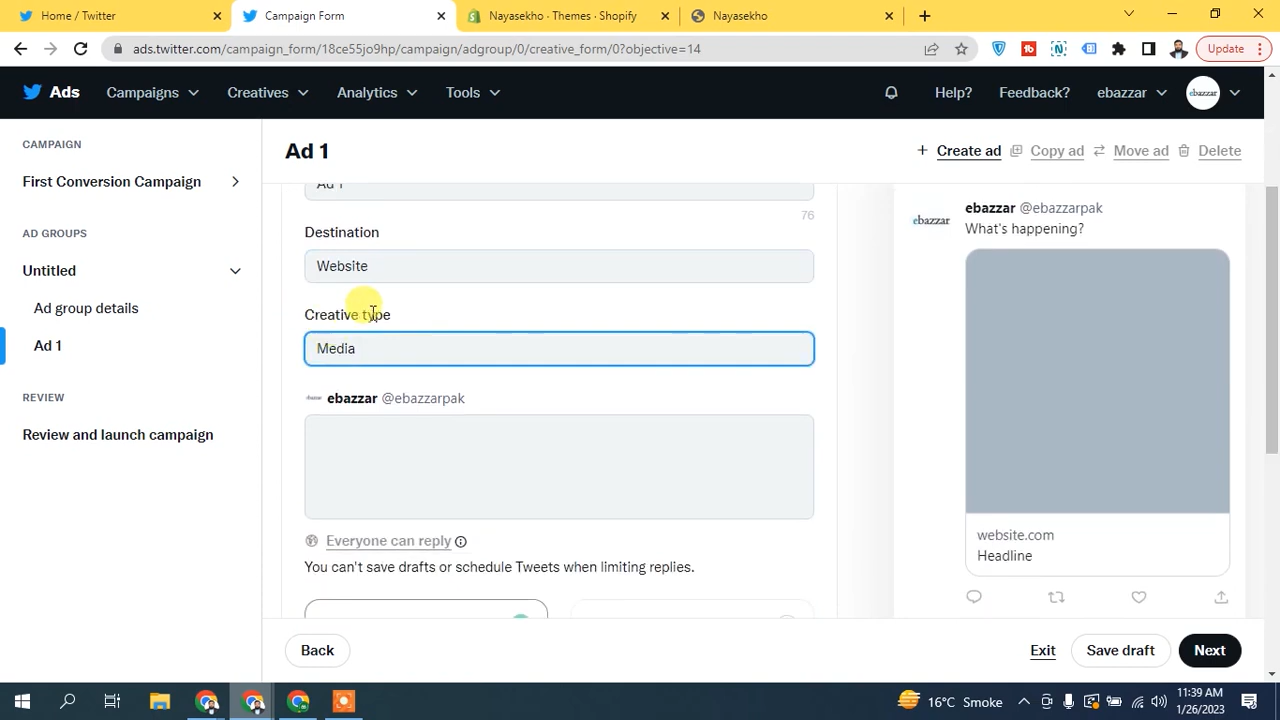 Home / Twitter
Campaign Form
Nayasekho - Themes - Shopify
Nayasekho
ads.twitter.com/campaign_form/18ce55jo9hp/campaign/adgroup/0/creative_form/0?objective=14
Update
Ads
Campaigns
Creatives
Analytics
Tools
Help?
Feedback?
ebazzar
ebazzar
CAMPAIGN
First Conversion Campaign
AD GROUPS
Untitled
Ad group details
Ad 1
REVIEW
Review and launch campaign
Ad 1
+ Create ad
Copy ad
Move ad
Delete
Ad 1
76
Destination
Website
Creative type
Media
ebazzar @ebazzarpak
Everyone can reply
You can't save drafts or schedule Tweets when limiting replies.
ebazzar
ebazzar @ebazzarpak
What's happening?
website.com
Headline
Back
Exit
Save draft
Next
16°C Smoke
11:39 AM
1/26/2023